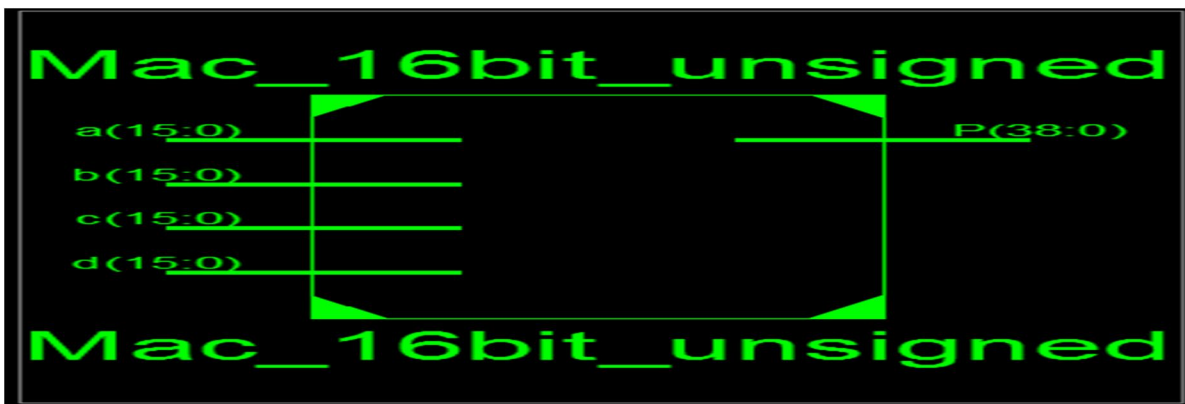 Mac_16bit_unsigned
a(15:0)
P(38:0)
b(15:0)
c(15:0)
d(15:0)
Mac_16bit_unsigned